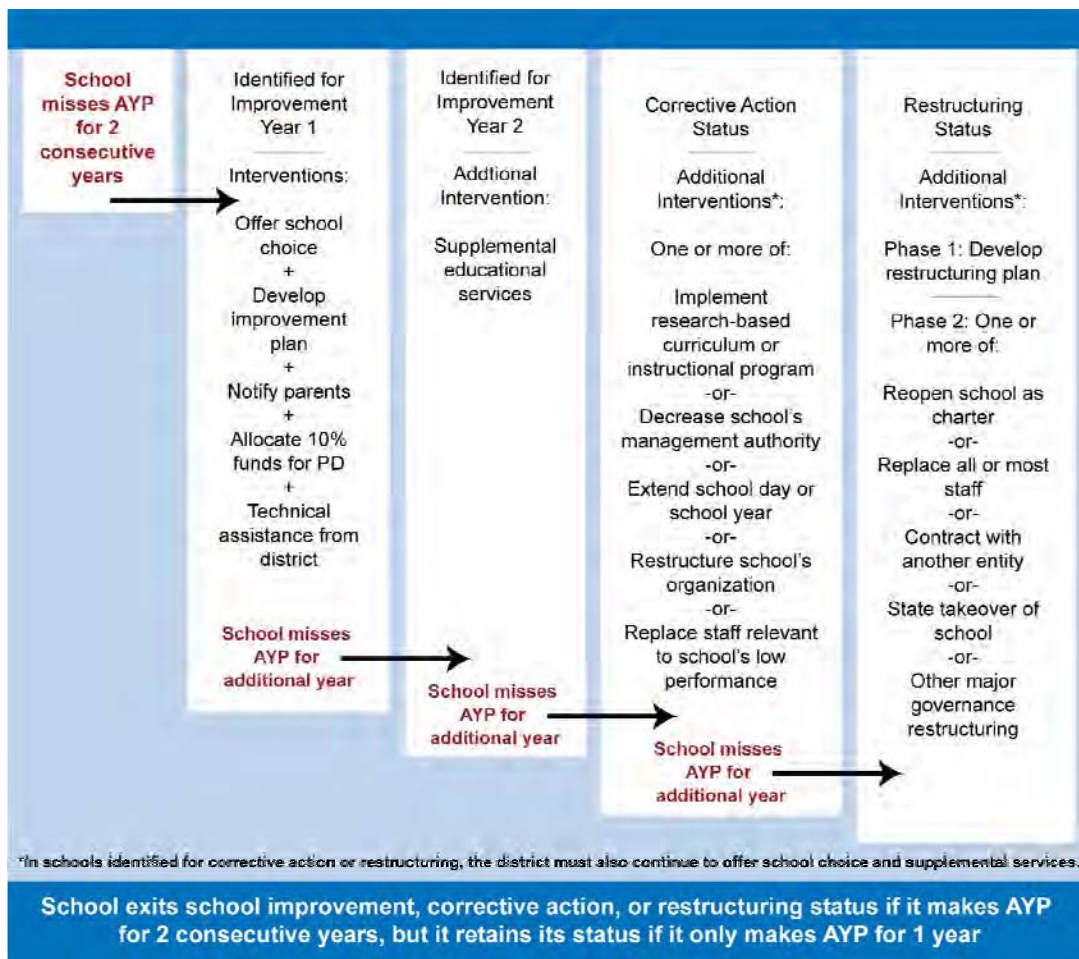 School
misses AYP
for 2
consecutive
years
Identified for
Improvement
Year 1
Interventions:
Offer school
choice
+
Develop
improvement
plan
+
Notify parents
+
Allocate 10%
funds for PD
+
Technical
assistance from
district
School misses
AYP for
additional year
Identified for
Improvement
Year 2
Addtional
Intervention:
Supplemental
educational
services
School misses
AYP for
additional year
Corrective Action
Status
Additional
Interventions*:
One or more of:
Implement
research-based
curriculum or
instructional program
-or-
Decrease school's
management authority
-or-
Extend school day or
school year
-or-
Restructure school's
organization
-or-
Replace staff relevant
to school's low
performance
School misses
AYP for
additional year
Restructuring
Status
Additional
Interventions*:
Phase 1: Develop
restructuring plan
Phase 2: One or
more of:
Reopen school as
charter
-or-
Replace all or most
staff
-or-
Contract with
another entity
-or-
State takeover of
school
-or-
Other major
governance
restructuring
*In schools identified for corrective action or restructuring, the district must also continue to offer school choice and supplemental services.
School exits school improvement, corrective action, or restructuring status if it makes AYP
for 2 consecutive years, but it retains its status if it only makes AYP for 1 year